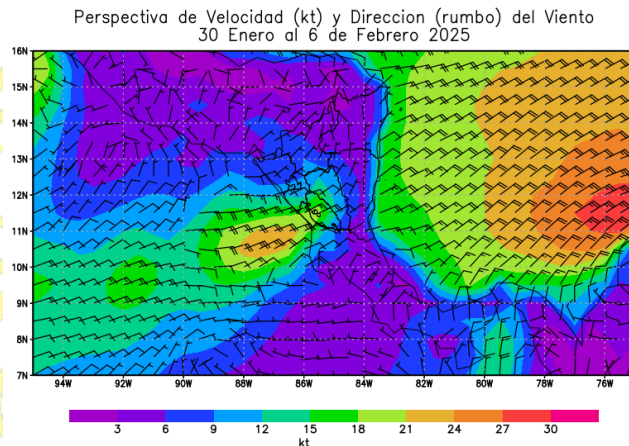 Perspectiva de Velocidad (kt) y Direccion (rumbo) del Viento
30 Enero al 6 de Febrero 2025
16N
15N
14N
13N
12N
11N
10N
9N
8N
7N
94W 92W 90W 88W 86W 84W 82W 80W 78W 76W
3 6 9 12 15 18 21 24 27 30
kt